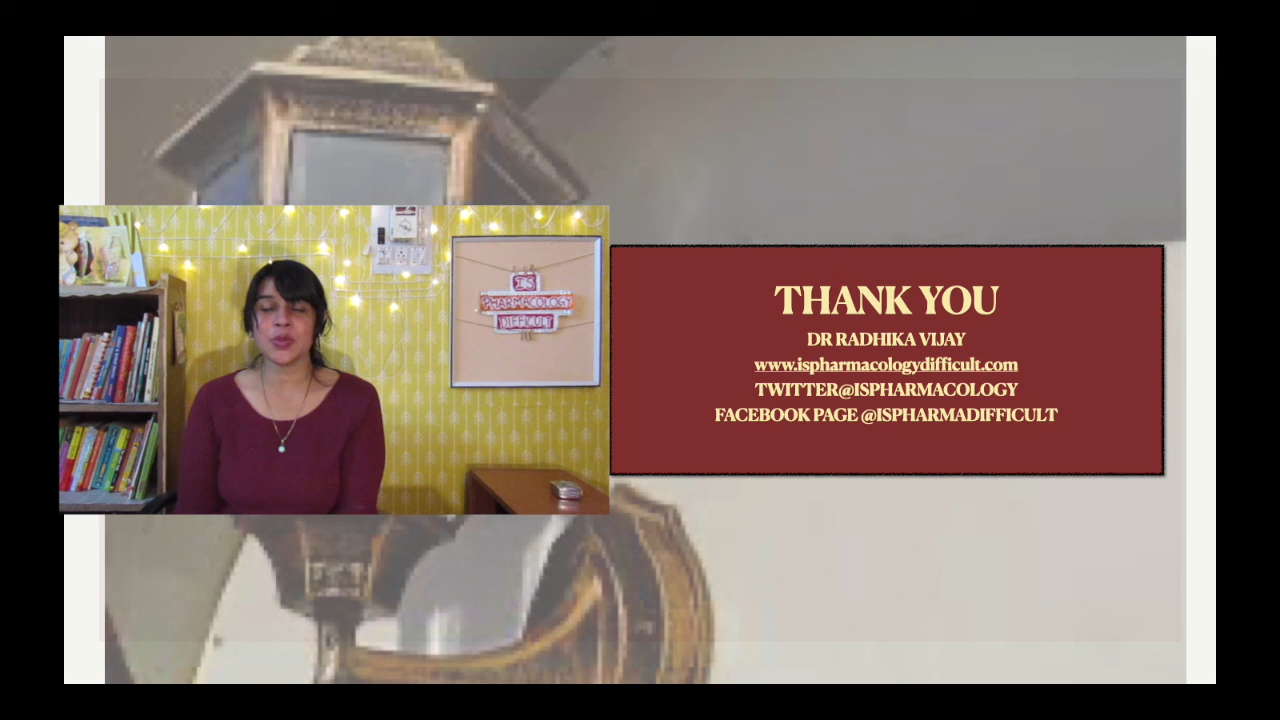 IS
PHARMACOLOGY
DIFFICULT
THANK YOU
DR RADHIKA VIJAY
www.ispharmacologydifficult.com
TWITTER@ISPHARMACOLOGY
FACEBOOK PAGE @ISPHARMADIFFICULT